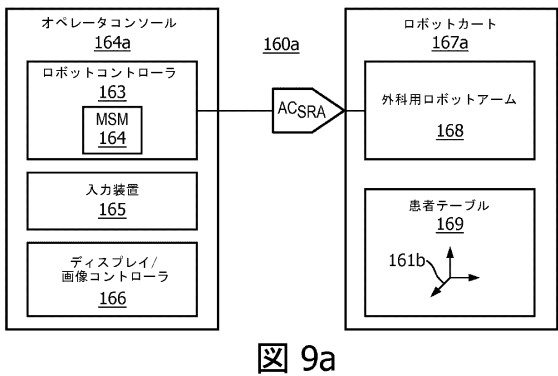 オペレータコンソール
164a
ロボットコントローラ
163
MSM
164
入力装置
165
ディスプレイ/
画像コントローラ
166
160a
ACSRA
ロボットカート
167a
外科用ロボットアーム
168
患者テーブル
169
161b
図 9a